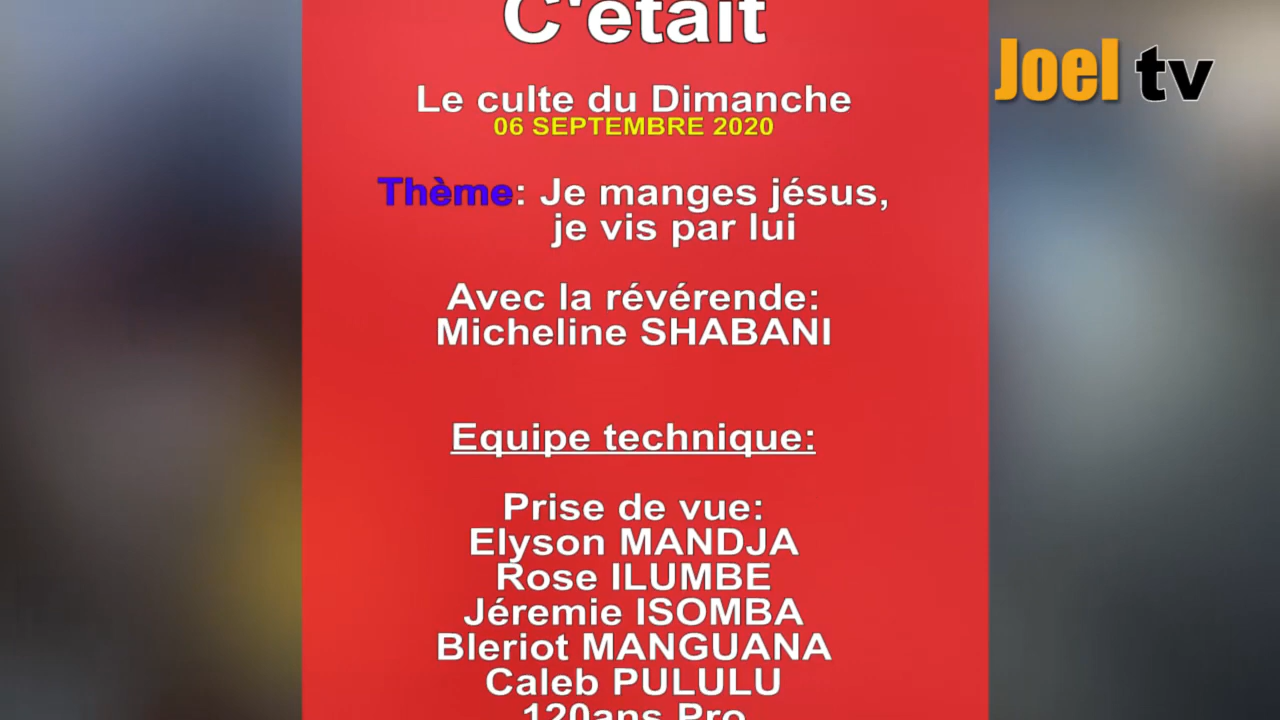 C'était
Joel tv
Le culte du Dimanche
06 SEPTEMBRE 2020
Thème: Je manges jésus,
je vis par lui
Avec la révérende:
Micheline SHABANI
Equipe technique:
Prise de vue:
Elyson MANDJA
Rose ILUMBE
Jéremie ISOMBA
Bleriot MANGUANA
Caleb PULULU
120ans Pro